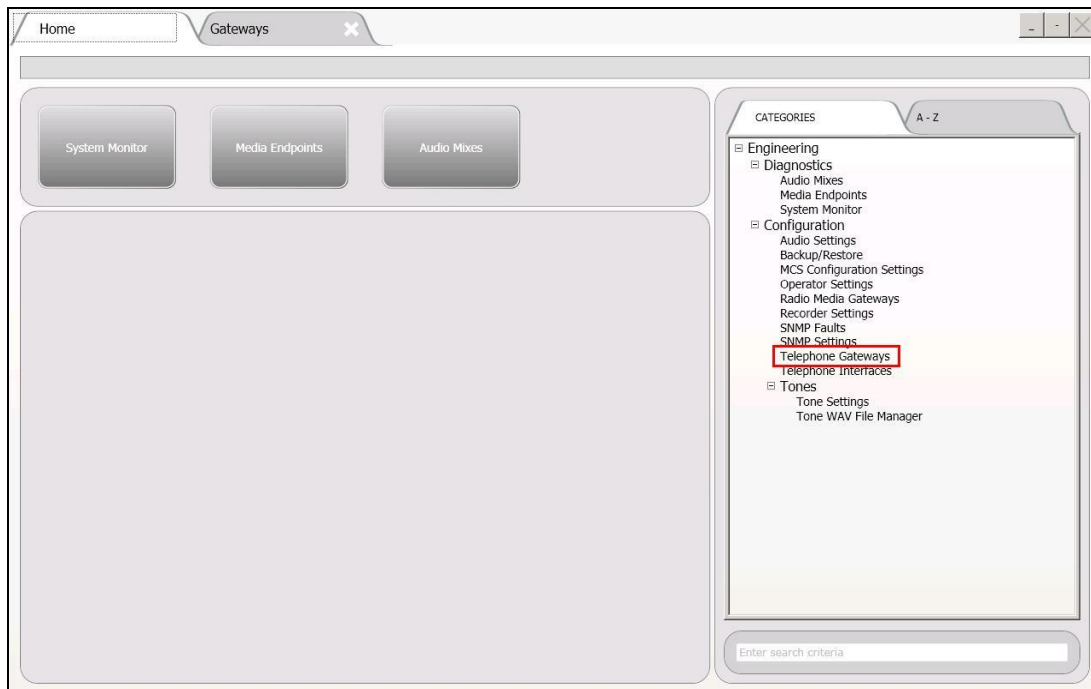 Home
Gateways
System Monitor
Media Endpoints
Audio Mixes
CATEGORIES
A - Z
Engineering
Diagnostics
Audio Mixes
Media Endpoints
System Monitor
Configuration
Audio Settings
Backup/Restore
MCS Configuration Settings
Operator Settings
Radio Media Gateways
Recorder Settings
SNMP Faults
SNMP Settings
Telephone Gateways
Telephone Interfaces
Tones
Tone Settings
Tone WAV File Manager
Enter search criteria